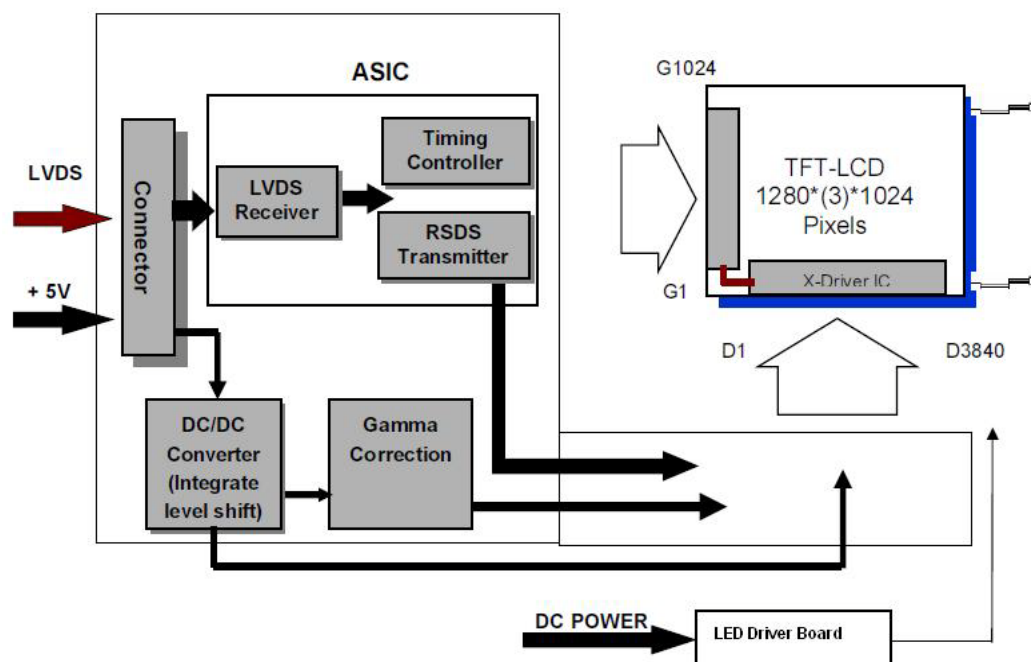 ASIC
G1024
Timing
Controller
LVDS
Connector
LVDS
Receiver
TFT-LCD
1280*(3)*1024
Pixels
RSDS
Transmitter
+ 5V
G1
X-Driver IC
D1
D3840
DC/DC
Converter
(Integrate
level shift)
Gamma
Correction
DC POWER
LED Driver Board